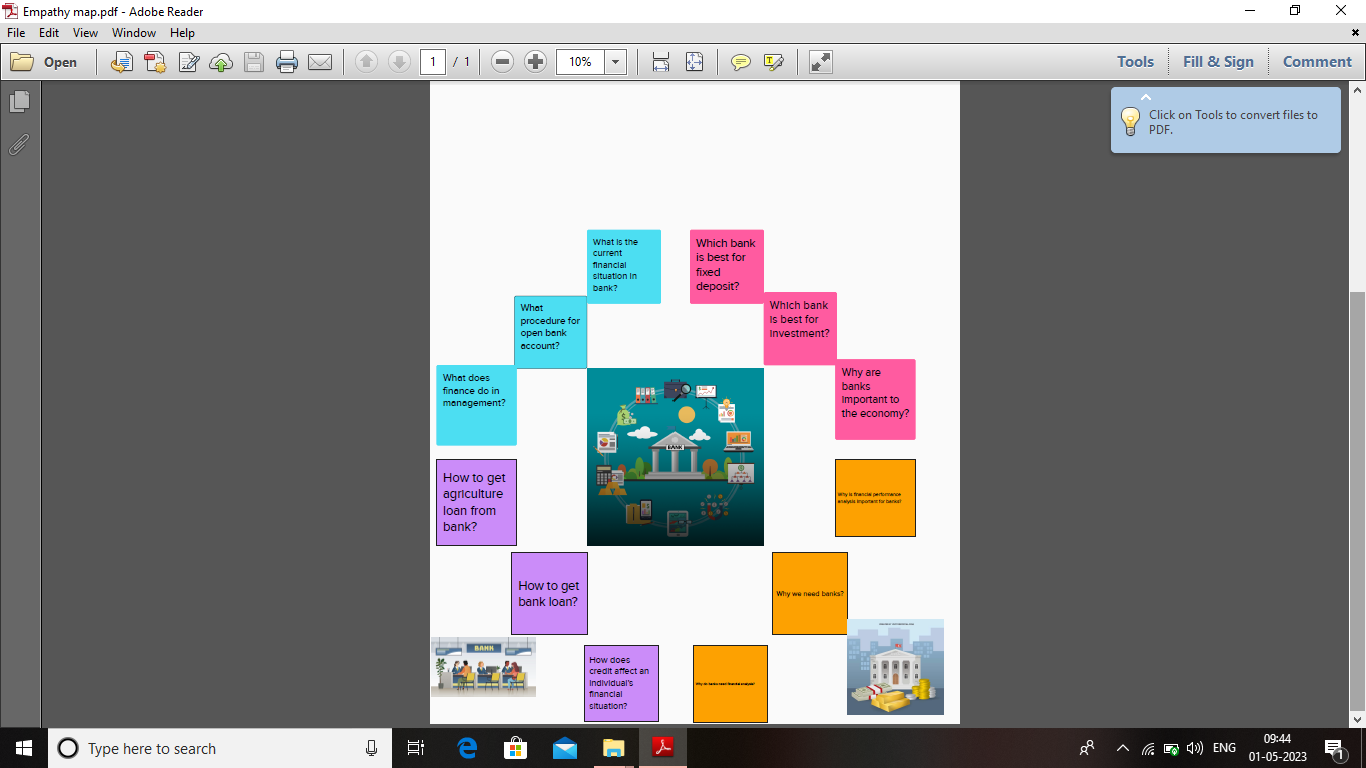 Empathy map.pdf - Adobe Reader
File Edit View Window Help
Open
1 / 1
10%
Tools
Fill & Sign
Comment
Click on Tools to convert files to
PDF.
What is the
current
financial
situation in
bank?
Which bank
is best for
fixed
deposit?
What
procedure for
open bank
account?
Which bank
is best for
investment?
What does
finance do in
management?
Why are
banks
important to
the economy?
BANK
How to get
agriculture
loan from
bank?
Why is financial performance
analysis important for banks?
How to get
bank loan?
Why we need banks?
BANK
How does
credit affect an
individual's
financial
situation?
Why do banks need financial analysis?
Type here to search
ENG
09:44
01-05-2023
1